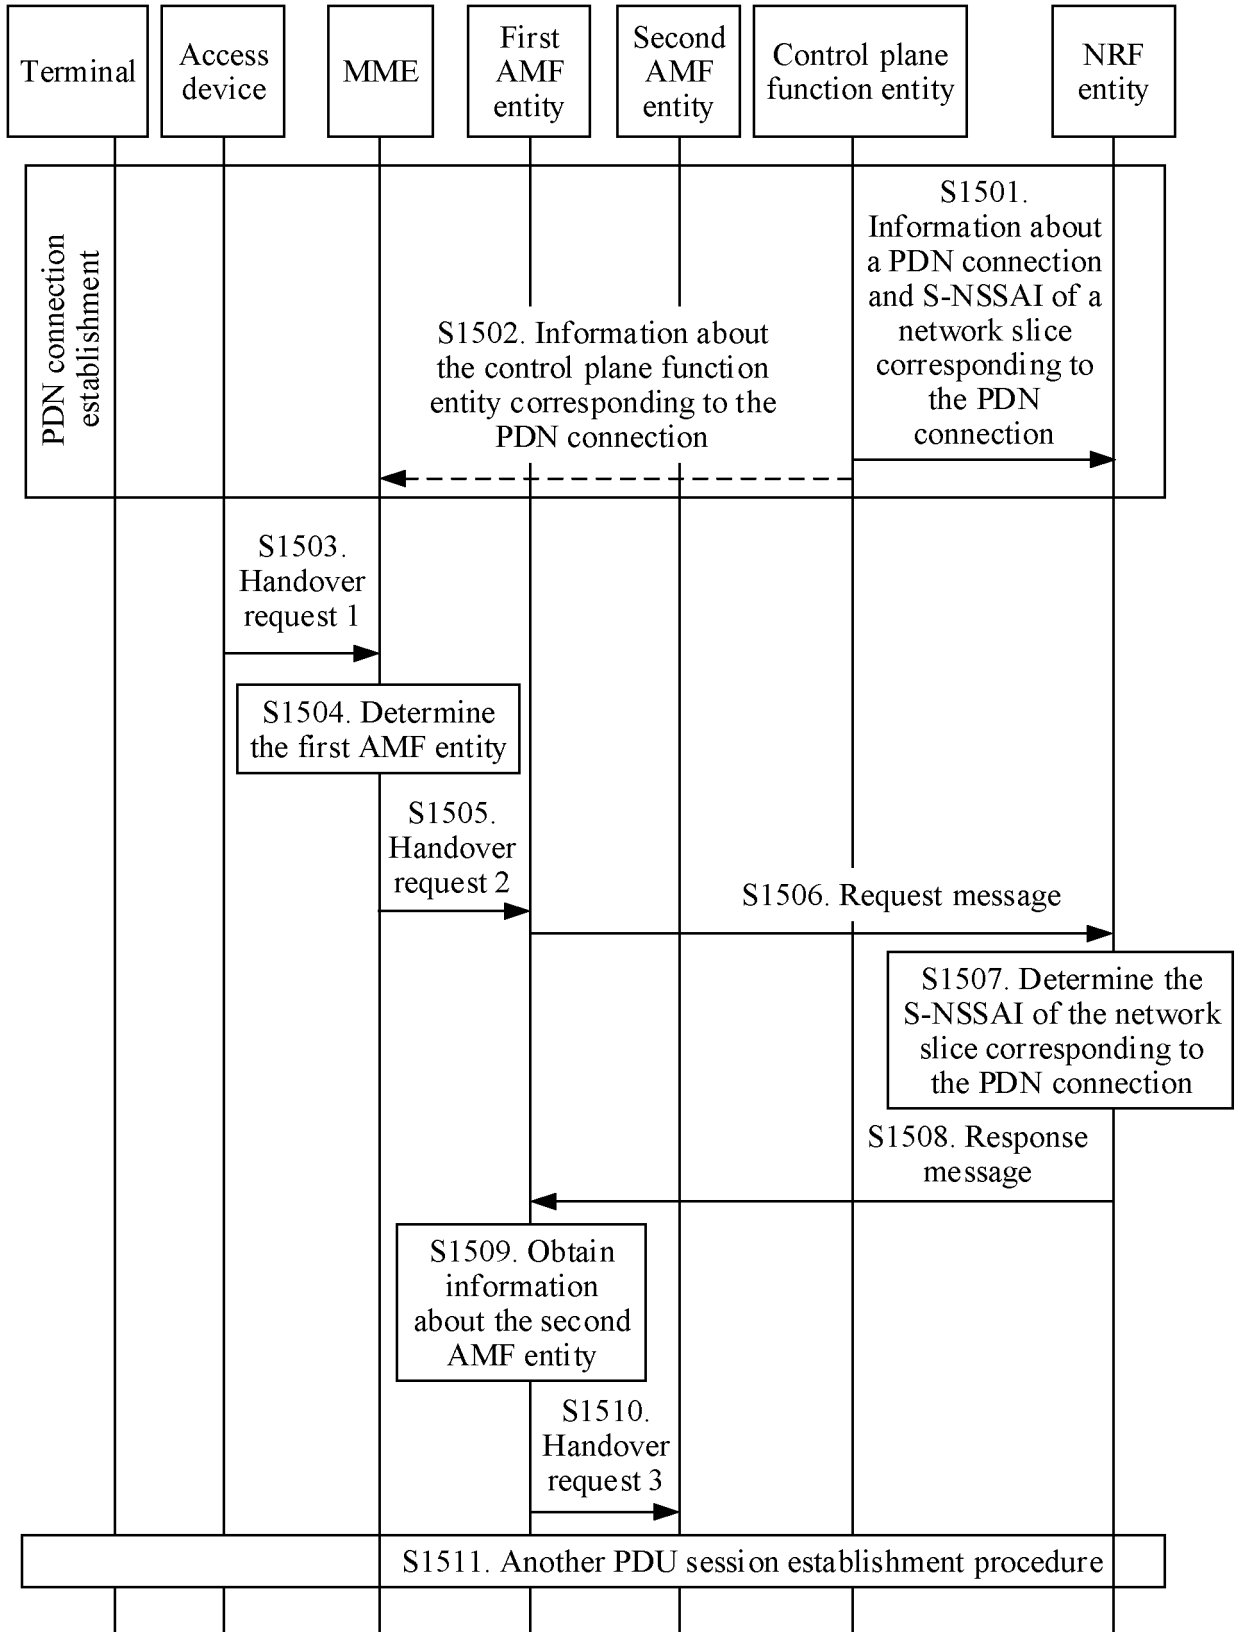 Terminal
Access
device
MME
First
AMF
entity
Second
AMF
entity
Control plane
function entity
NRF
entity
PDN connection
establishment
S1501.
Information about
a PDN connection
and S-NSSAI of a
network slice
corresponding to
the PDN
connection
S1502. Information about
the control plane function
entity corresponding to the
PDN connection
S1503.
Handover
request 1
S1504. Determine
the first AMF entity
S1505.
Handover
request 2
S1506. Request message
S1507. Determine the
S-NSSAI of the network
slice corresponding to
the PDN connection
S1508. Response
message
S1509. Obtain
information
about the second
AMF entity
S1510.
Handover
request 3
S1511. Another PDU session establishment procedure